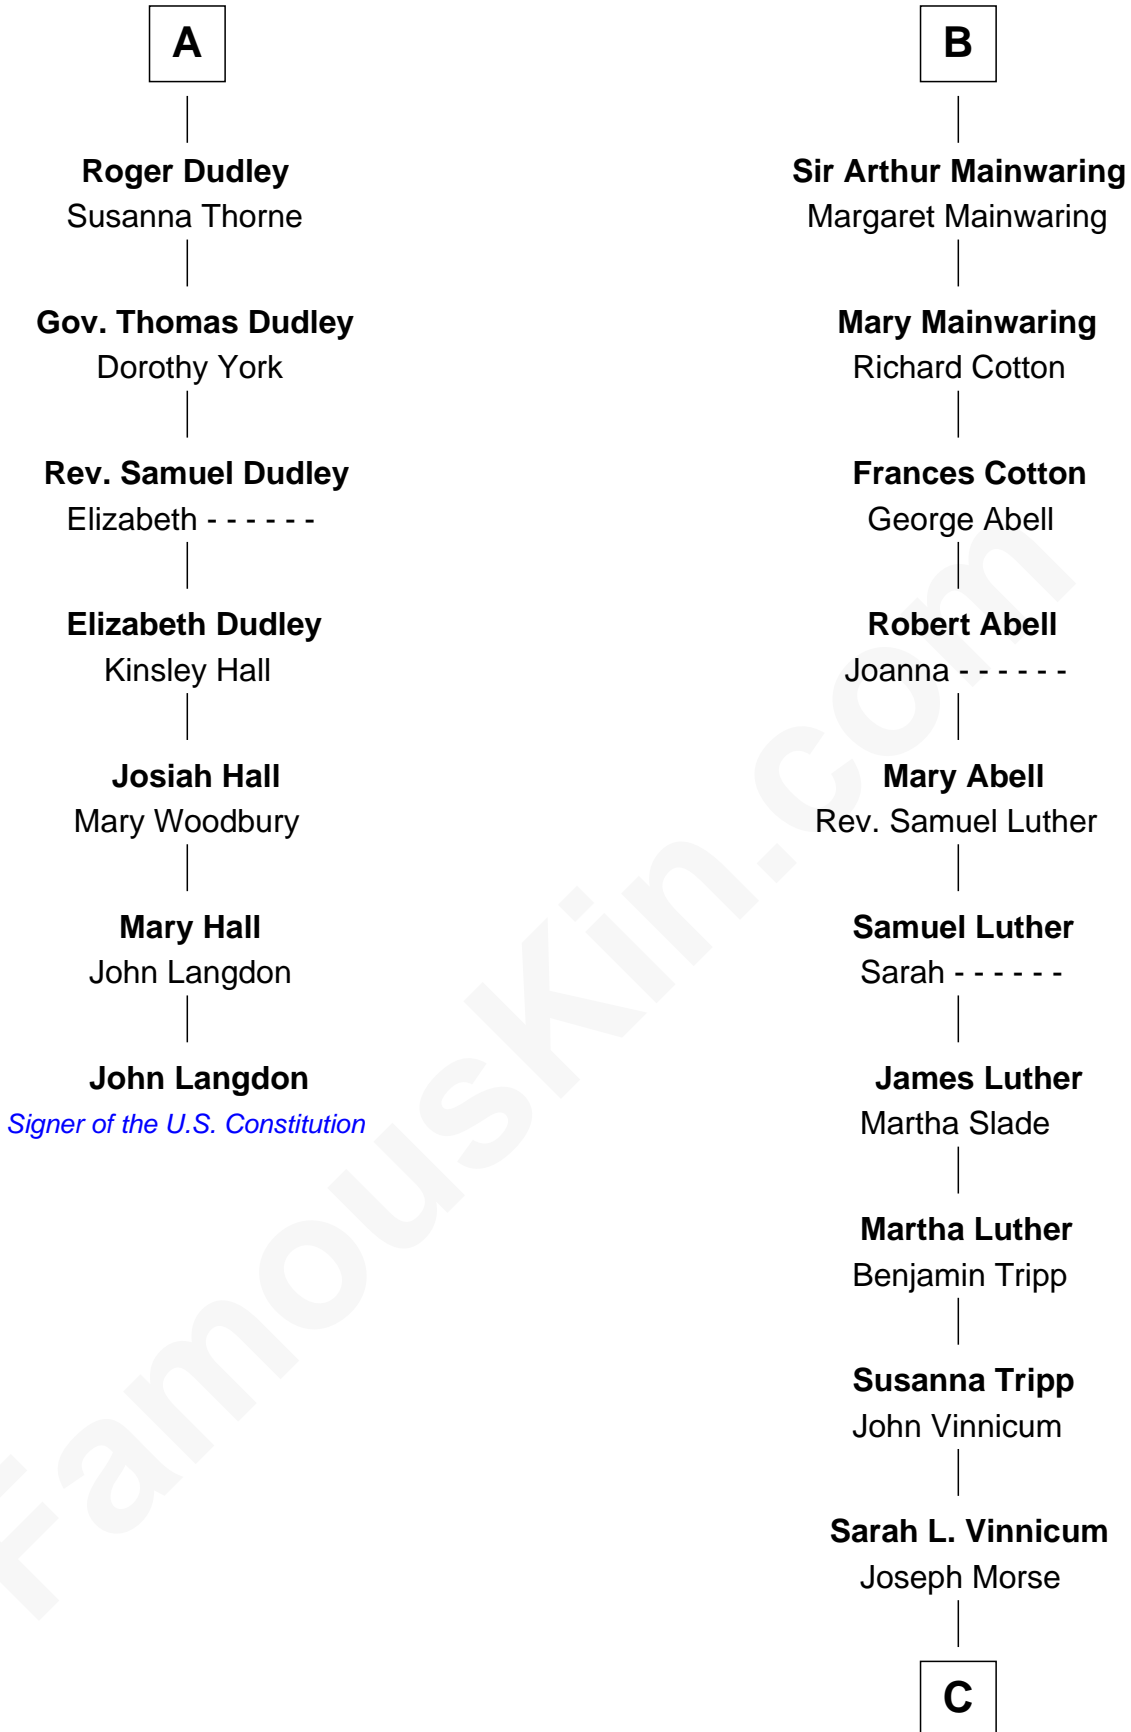 A
Roger Dudley
Susanna Thorne
Gov. Thomas Dudley
Dorothy York
Rev. Samuel Dudley
Elizabeth - - - - - -
Elizabeth Dudley
Kinsley Hall
Josiah Hall
Mary Woodbury
Mary Hall
John Langdon
John Langdon
Signer of the U.S. Constitution
B
Sir Arthur Mainwaring
Margaret Mainwaring
Mary Mainwaring
Richard Cotton
Frances Cotton
George Abell
Robert Abell
Joanna - - - - - -
Mary Abell
Rev. Samuel Luther
Samuel Luther
Sarah - - - - - -
James Luther
Martha Slade
Martha Luther
Benjamin Tripp
Susanna Tripp
John Vinnicum
Sarah L. Vinnicum
Joseph Morse
C
FamousKin.com